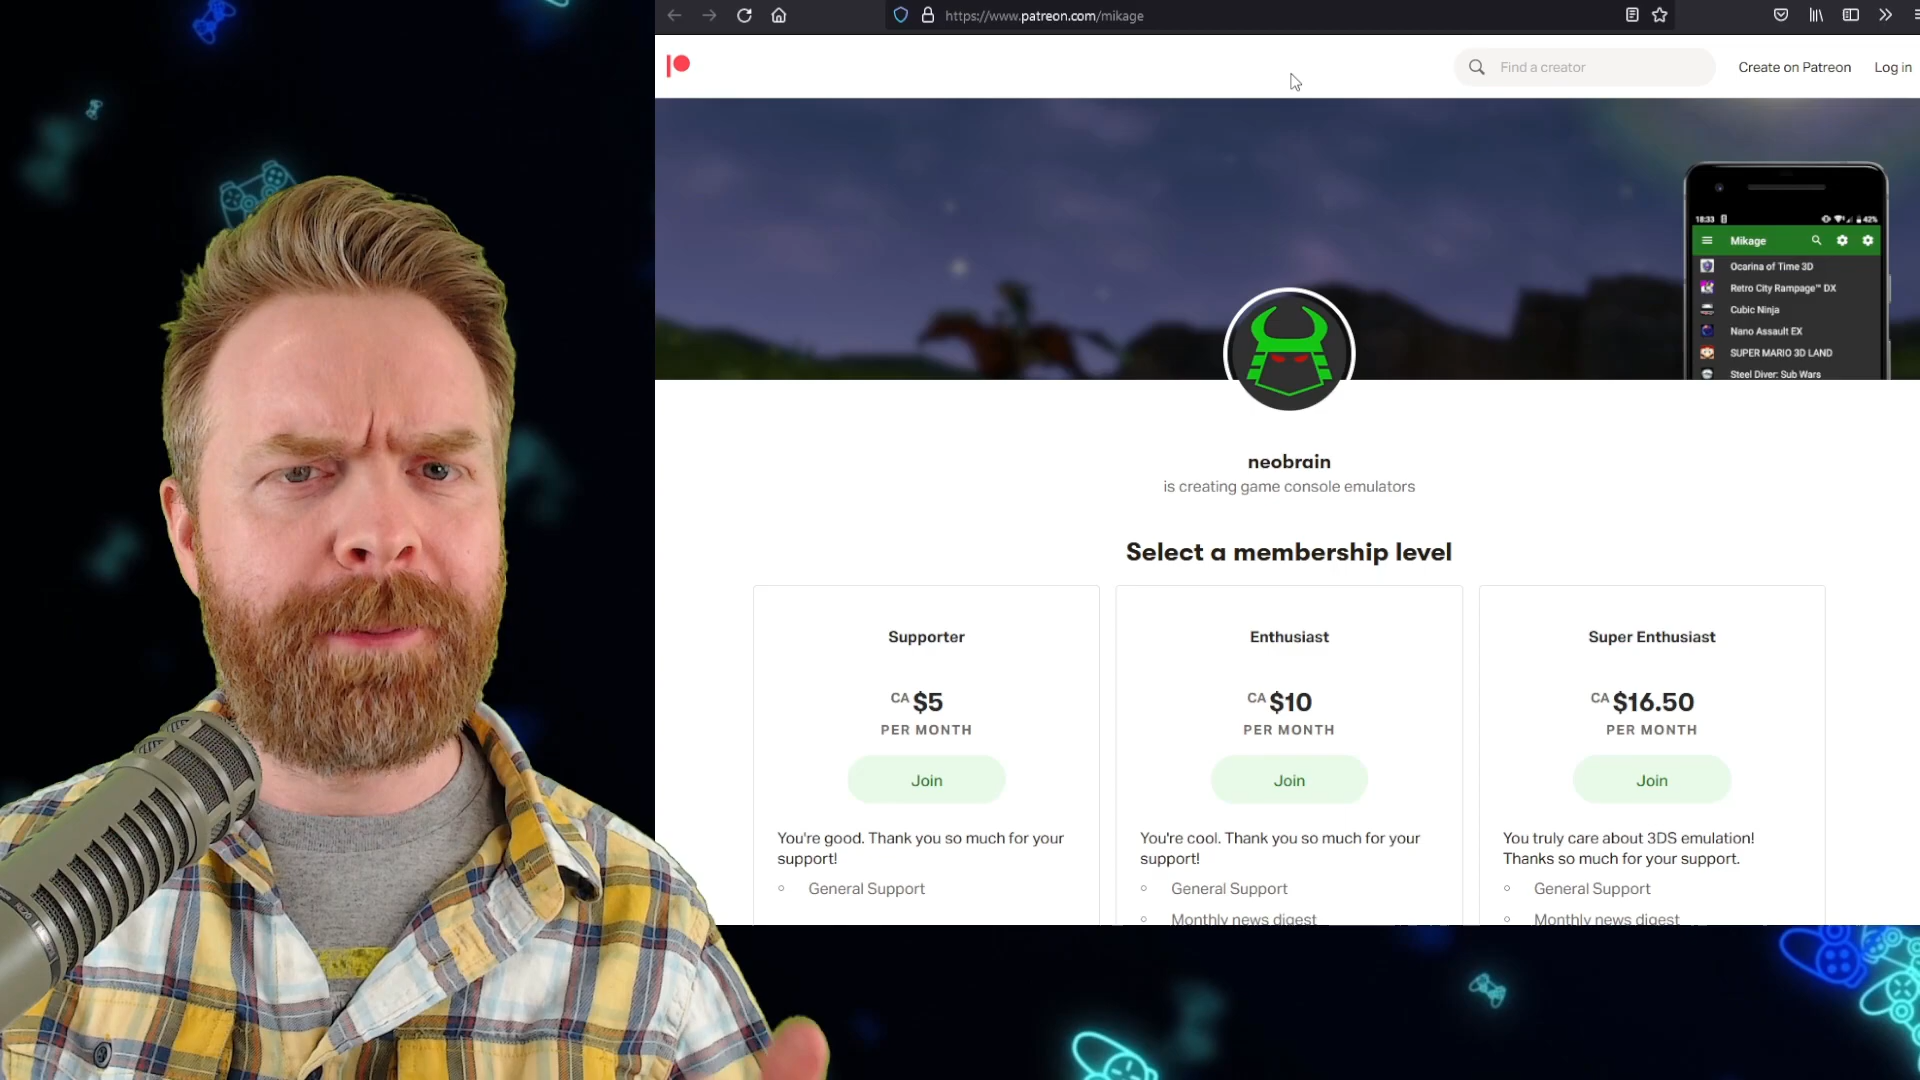 https://www.patreon.com/mikage
Find a creator
Create on Patreon
Log in
18:33
42%
Mikage
Ocarina of Time 3D
Retro City Rampage™ DX
Cubic Ninja
Nano Assault EX
SUPER MARIO 3D LAND
Steel Diver: Sub Wars
neobrain
is creating game console emulators
Select a membership level
Supporter
CA $5
PER MONTH
Join
You're good. Thank you so much for your
support!
General Support
Enthusiast
CA $10
PER MONTH
Join
You're cool. Thank you so much for your
support!
General Support
Monthly news digest
Super Enthusiast
CA $16.50
PER MONTH
Join
You truly care about 3DS emulation!
Thanks so much for your support.
General Support
Monthly news digest